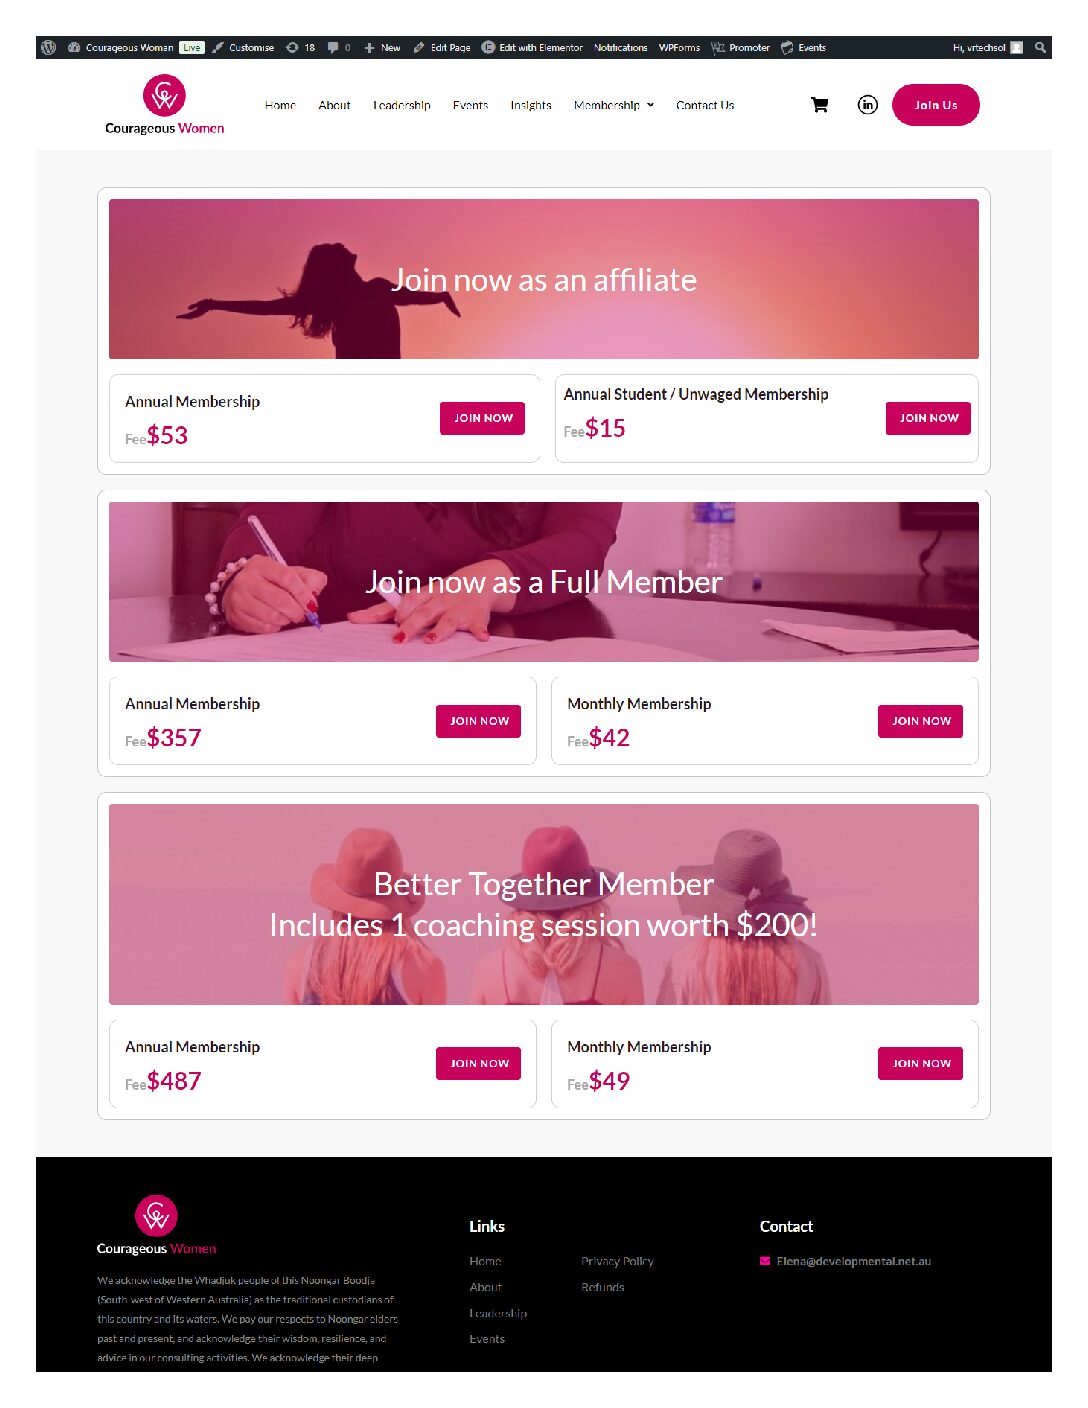 Courageous Woman Live Customise 18 0 New Edit Page Edit with Elementor Notifications WPForms Promoter Events Hi, vrtechsol
Courageous Women
Home About Leadership Events Insights Membership Contact Us
Join Us
Join now as an affiliate
Annual Membership
Fee$53
JOIN NOW
Annual Student / Unwaged Membership
Fee$15
JOIN NOW
Join now as a Full Member
Annual Membership
Fee$357
JOIN NOW
Monthly Membership
Fee$42
JOIN NOW
Better Together Member
Includes 1 coaching session worth $200!
Annual Membership
Fee$487
JOIN NOW
Monthly Membership
Fee$49
JOIN NOW
Courageous Women
We acknowledge the Whadjuk people of this Noongar Boodja
(South-west of Western Australia) as the traditional custodians of
this country and its waters. We pay our respects to Noongar elders
past and present, and acknowledge their wisdom, resilience, and
advice in our consulting activities. We acknowledge their deep
Links
Home
About
Leadership
Events
Privacy Policy
Refunds
Contact
Elena@developmental.net.au